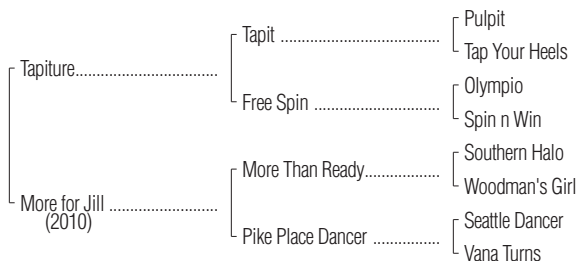 Pulpit
Tapit
Tap Your Heels
Tapiture
Olympio
Free Spin
Spin n Win
Southern Halo
More Than Ready
Woodman's Girl
More for Jill
(2010)
Seattle Dancer
Pike Place Dancer
Vana Turns